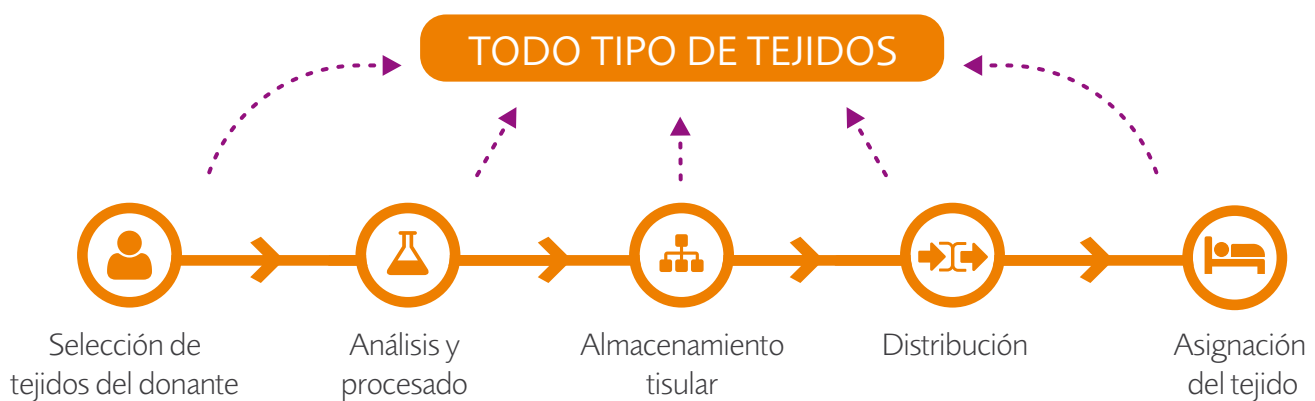 TODO TIPO DE TEJIDOS
Selección de
tejidos del donante
Análisis y
procesado
Almacenamiento
tisular
Distribución
Asignación
del tejido